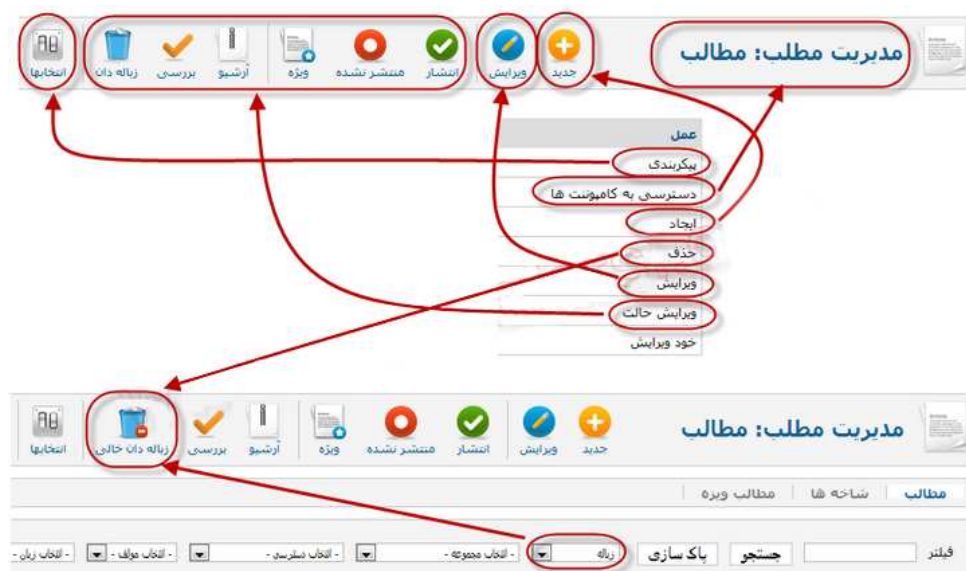 مدیریت مطلب: مطالب
جدید ویرایش انتشار منتشر نشده ویژه آرشیو بررسی زباله دان انتخابها
عمل
پیکربندی
دسترسی به کامپوننت ها
ایجاد
حذف
ویرایش
ویرایش حالت
خود ویرایش
مدیریت مطلب: مطالب
جدید ویرایش انتشار منتشر نشده ویژه آرشیو بررسی زباله دان خالی انتخابها
مطالب شاخه ها مطالب ویژه
فیلتر جستجو پاک سازی زباله - انتخاب مجموعه - - انتخاب دسترسی - - انتخاب مولف - - انتخاب زبان -